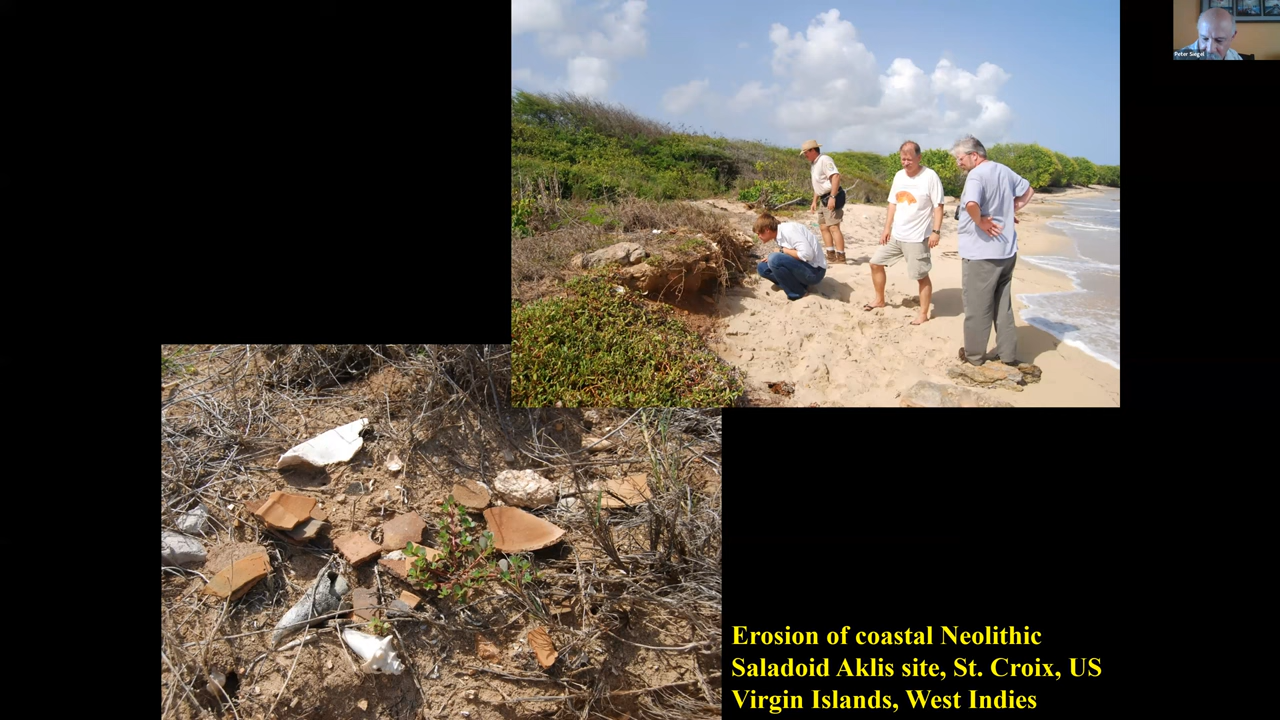 Peter Siegel
Erosion of coastal Neolithic
Saladoid Aklis site, St. Croix, US
Virgin Islands, West Indies